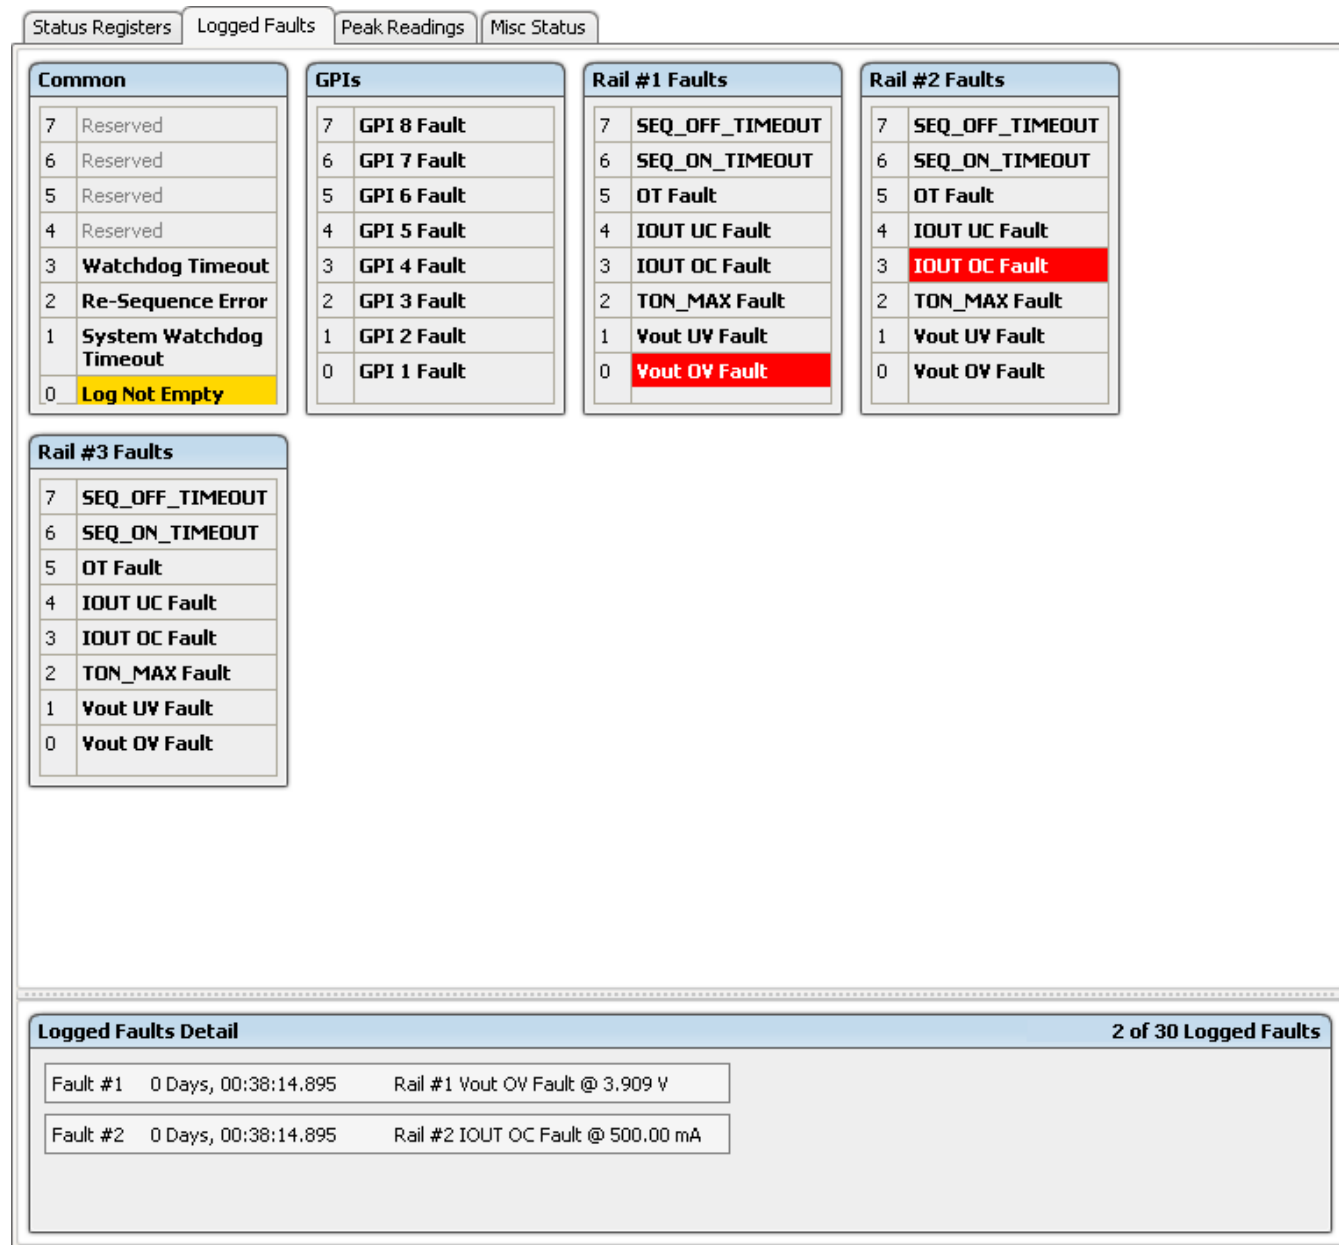 Status Registers Logged Faults Peak Readings Misc Status
Common
7 Reserved
6 Reserved
5 Reserved
4 Reserved
3 Watchdog Timeout
2 Re-Sequence Error
1 System Watchdog
Timeout
0 Log Not Empty
GPIs
7 GPI 8 Fault
6 GPI 7 Fault
5 GPI 6 Fault
4 GPI 5 Fault
3 GPI 4 Fault
2 GPI 3 Fault
1 GPI 2 Fault
0 GPI 1 Fault
Rail #1 Faults
7 SEQ_OFF_TIMEOUT
6 SEQ_ON_TIMEOUT
5 OT Fault
4 IOUT UC Fault
3 IOUT OC Fault
2 TON_MAX Fault
1 Vout UV Fault
0 Vout OV Fault
Rail #2 Faults
7 SEQ_OFF_TIMEOUT
6 SEQ_ON_TIMEOUT
5 OT Fault
4 IOUT UC Fault
3 IOUT OC Fault
2 TON_MAX Fault
1 Vout UV Fault
0 Vout OV Fault
Rail #3 Faults
7 SEQ_OFF_TIMEOUT
6 SEQ_ON_TIMEOUT
5 OT Fault
4 IOUT UC Fault
3 IOUT OC Fault
2 TON_MAX Fault
1 Vout UV Fault
0 Vout OV Fault
Logged Faults Detail 2 of 30 Logged Faults
Fault #1 0 Days, 00:38:14.895 Rail #1 Vout OV Fault @ 3.909 V
Fault #2 0 Days, 00:38:14.895 Rail #2 IOUT OC Fault @ 500.00 mA